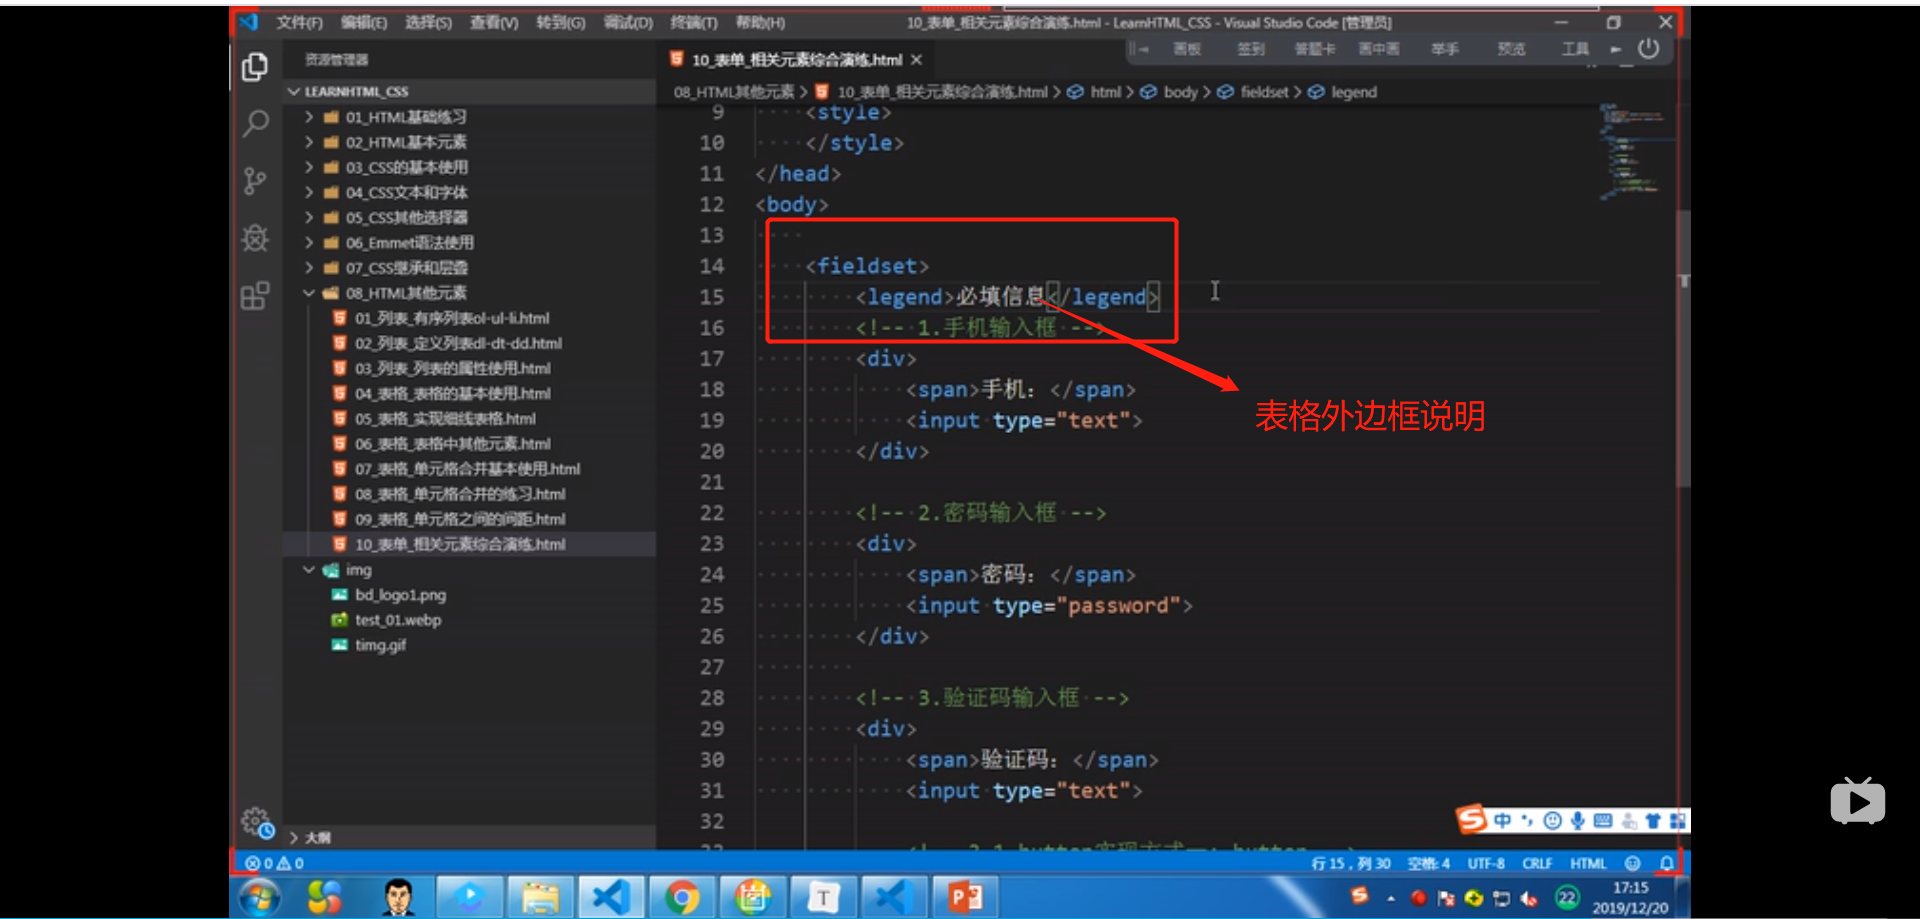 文件(F) 编辑(E) 选择(S) 查看(V) 转到(G) 调试(D) 终端(T) 帮助(H) 10_表单_相关元素综合演练.html - LearnHTML_CSS - Visual Studio Code [管理员]
画板 签到 答题卡 画中画 举手 预览 工具
资源管理器
10_表单_相关元素综合演练.html
LEARNHTML_CSS
08_HTML其他元素 > 10_表单_相关元素综合演练.html > html > body > fieldset > legend
01_HTML基础练习
02_HTML基本元素
03_CSS的基本使用
04_CSS文本和字体
05_CSS其他选择器
06_Emmet语法使用
07_CSS继承和层叠
08_HTML其他元素
01_列表_有序列表ol-ul-li.html
02_列表_定义列表dl-dt-dd.html
03_列表_列表的属性使用.html
04_表格_表格的基本使用.html
05_表格_实现细线表格.html
06_表格_表格中其他元素.html
07_表格_单元格合并基本使用.html
08_表格_单元格合并的练习.html
09_表格_单元格之间的间距.html
10_表单_相关元素综合演练.html
img
bd_logo1.png
test_01.webp
timg.gif
大纲
9 <style>
10 </style>
11 </head>
12 <body>
13
14 <fieldset>
15 <legend>必填信息</legend>
16 <!-- 1.手机输入框 -->
17 <div>
18 <span>手机: </span>
19 <input type="text">
20 </div>
21
22 <!-- 2.密码输入框 -->
23 <div>
24 <span>密码: </span>
25 <input type="password">
26 </div>
27
28 <!-- 3.验证码输入框 -->
29 <div>
30 <span>验证码: </span>
31 <input type="text">
32
表格外边框说明
中
0 0
行 15，列 30 空格: 4 UTF-8 CRLF HTML
T
22
17:15
2019/12/20